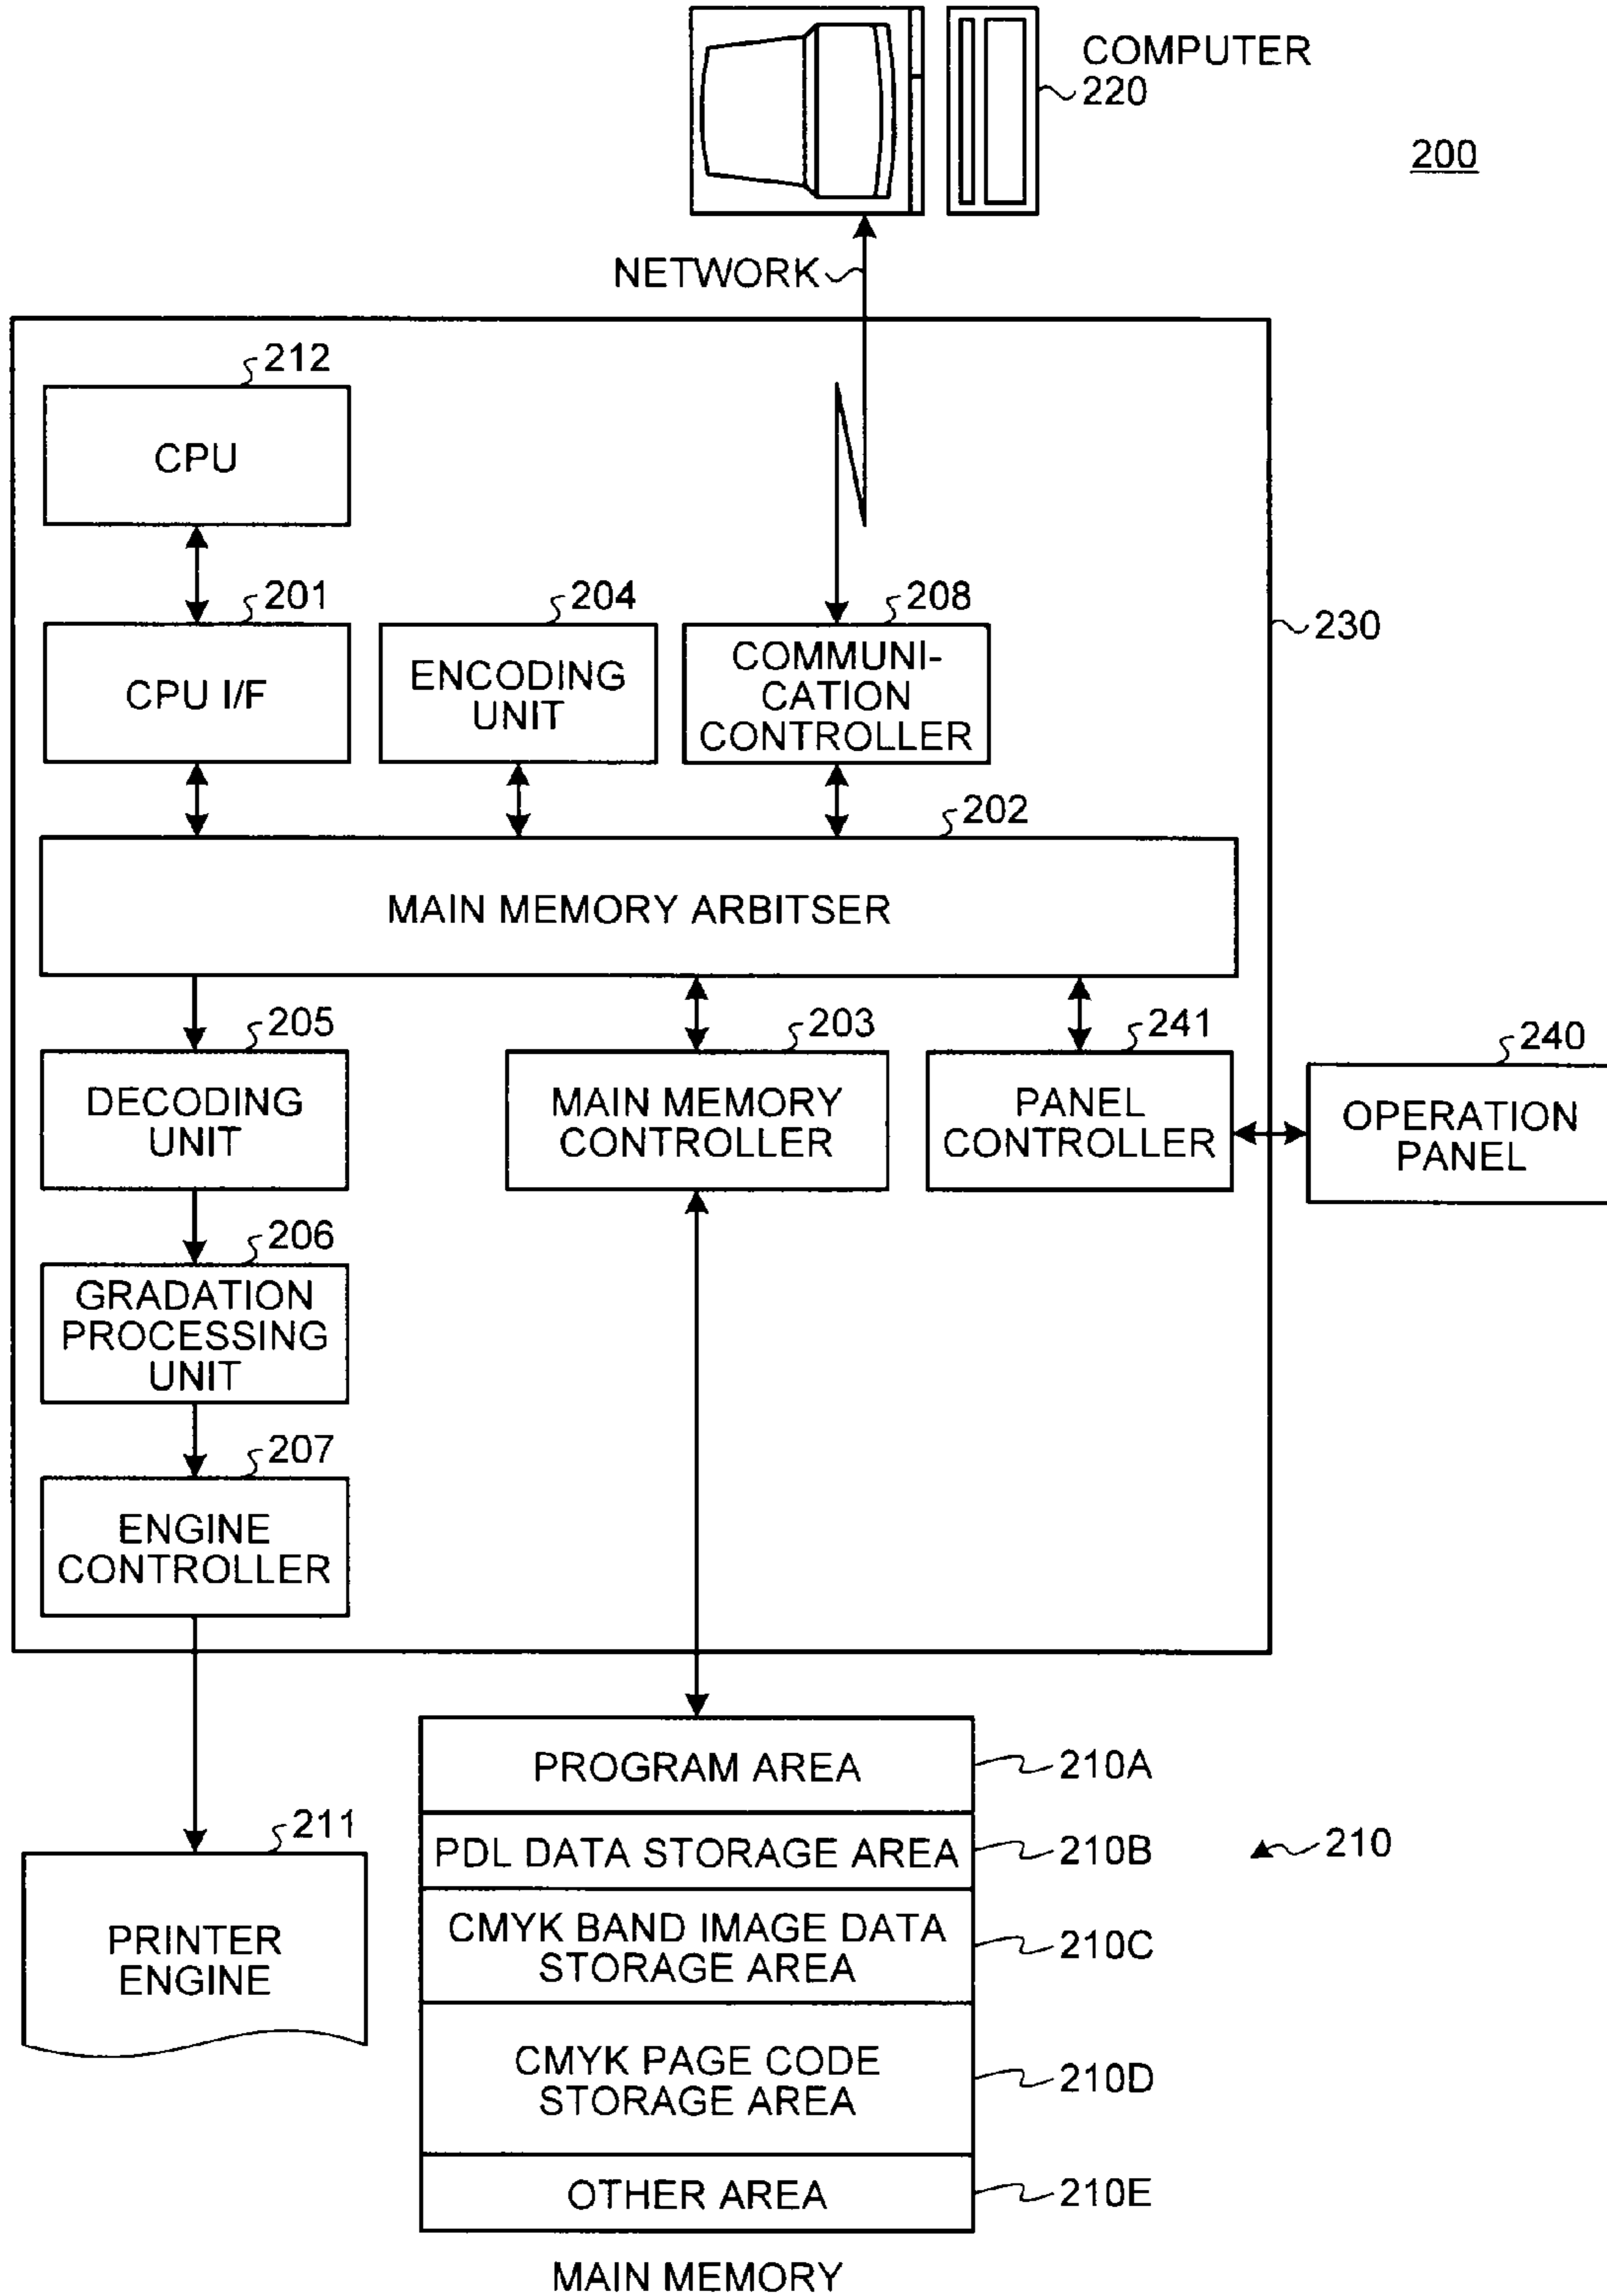 COMPUTER
220
200
NETWORK
212
CPU
201
204
208
CPU I/F
ENCODING
UNIT
COMMUNI-
CATION
CONTROLLER
230
202
MAIN MEMORY ARBITSER
205
203
241
240
DECODING
UNIT
MAIN MEMORY
CONTROLLER
PANEL
CONTROLLER
OPERATION
PANEL
206
GRADATION
PROCESSING
UNIT
207
ENGINE
CONTROLLER
211
PRINTER
ENGINE
PROGRAM AREA
210A
PDL DATA STORAGE AREA
210B
210
CMYK BAND IMAGE DATA
STORAGE AREA
210C
CMYK PAGE CODE
STORAGE AREA
210D
OTHER AREA
210E
MAIN MEMORY